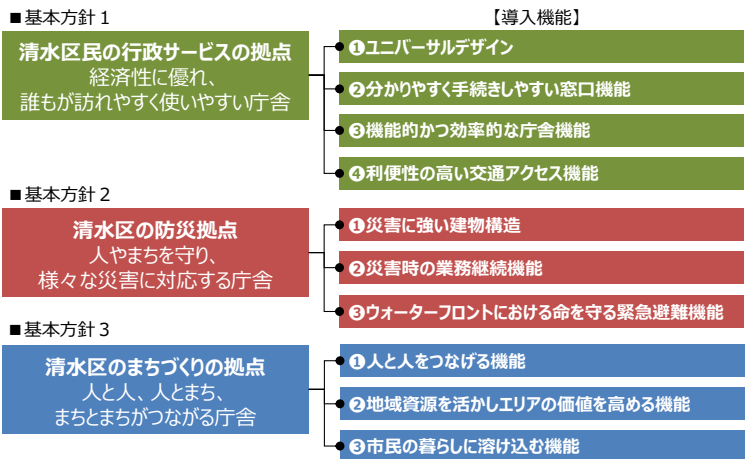 ■基本方針1
【導入機能】
清水区民の行政サービスの拠点
経済性に優れ、
誰もが訪れやすく使いやすい庁舎
❶ユニバーサルデザイン
❷分かりやすく手続きしやすい窓口機能
❸機能的かつ効率的な庁舎機能
❹利便性の高い交通アクセス機能
■基本方針2
清水区の防災拠点
人やまちを守り、
様々な災害に対応する庁舎
❶災害に強い建物構造
❷災害時の業務継続機能
❸ウォーターフロントにおける命を守る緊急避難機能
■基本方針3
清水区のまちづくりの拠点
人と人、人とまち、
まちとまちがつながる庁舎
❶人と人をつなげる機能
❷地域資源を活かしエリアの価値を高める機能
❸市民の暮らしに溶け込む機能